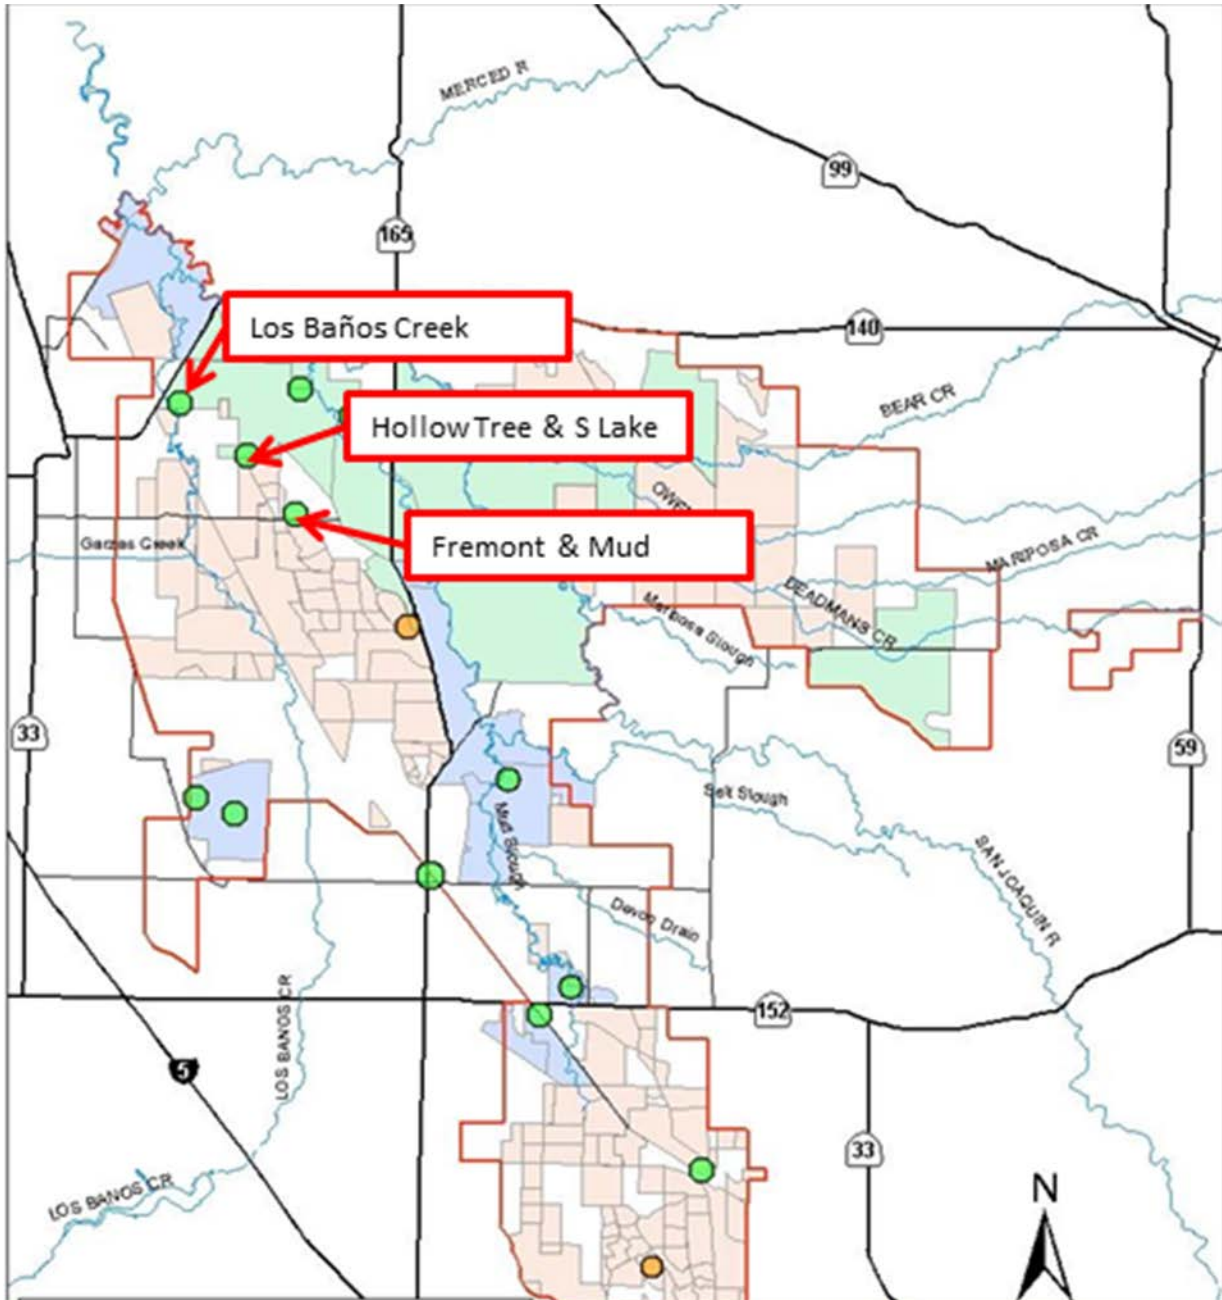 MERCED R
99
165
Los Baños Creek
140
BEAR CR
Hollow Tree & S Lake
OWE
Fremont & Mud
Garzas Creek
MARIPOSA CR
DEADMANS CR
Mariposa Slough
33
59
Salt Slough
Mud Slough
SAN JOAQUIN R
Devon Drain
LOS BANOS CR
152
5
33
LOS BANOS CR
N